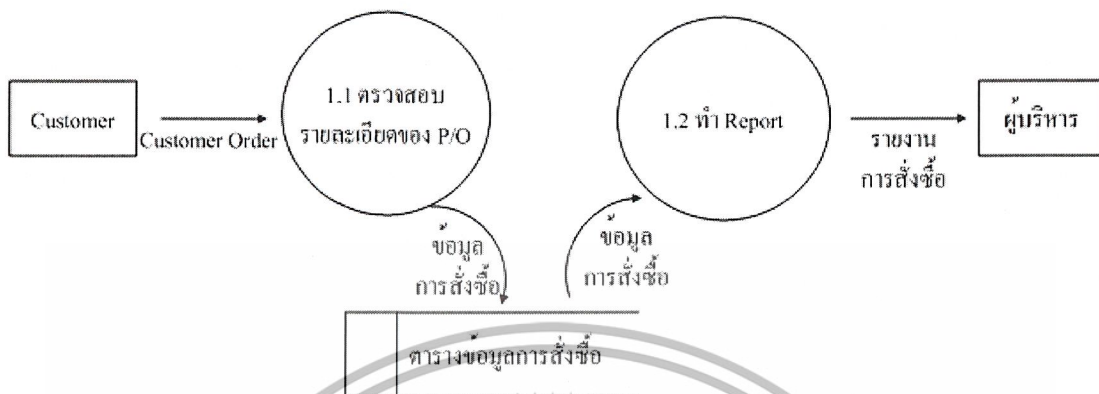 Customer
Customer Order
1.1 ตรวจสอบ
รายละเอียดของ P/O
ข้อมูล
การสั่งซื้อ
ตารางข้อมูลการสั่งซื้อ
ข้อมูล
การสั่งซื้อ
1.2 ทำ Report
รายงาน
การสั่งซื้อ
ผู้บริหาร